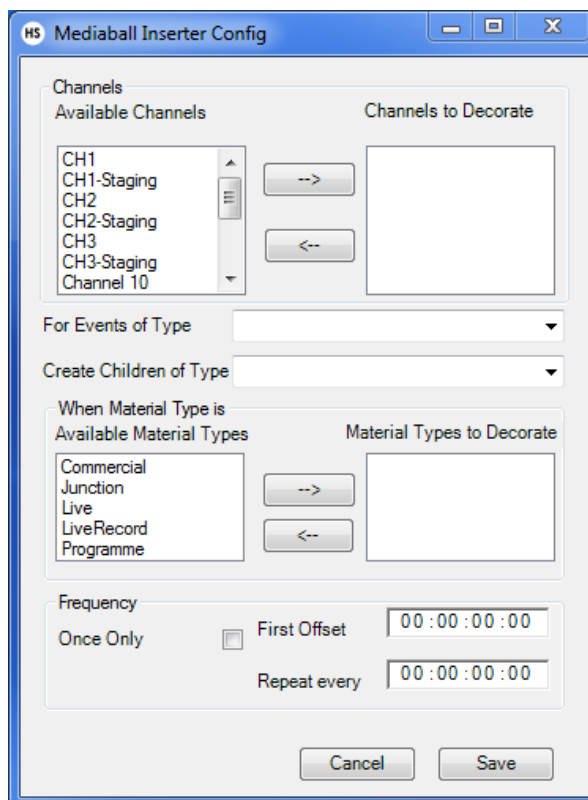 HS Mediaball Inserter Config
Channels
Available Channels
Channels to Decorate
CH1
CH1-Staging
CH2
CH2-Staging
CH3
CH3-Staging
Channel 10
-->
<--
For Events of Type
Create Children of Type
When Material Type is
Available Material Types
Material Types to Decorate
Commercial
Junction
Live
LiveRecord
Programme
-->
<--
Frequency
Once Only
First Offset 00:00:00:00
Repeat every 00:00:00:00
Cancel Save